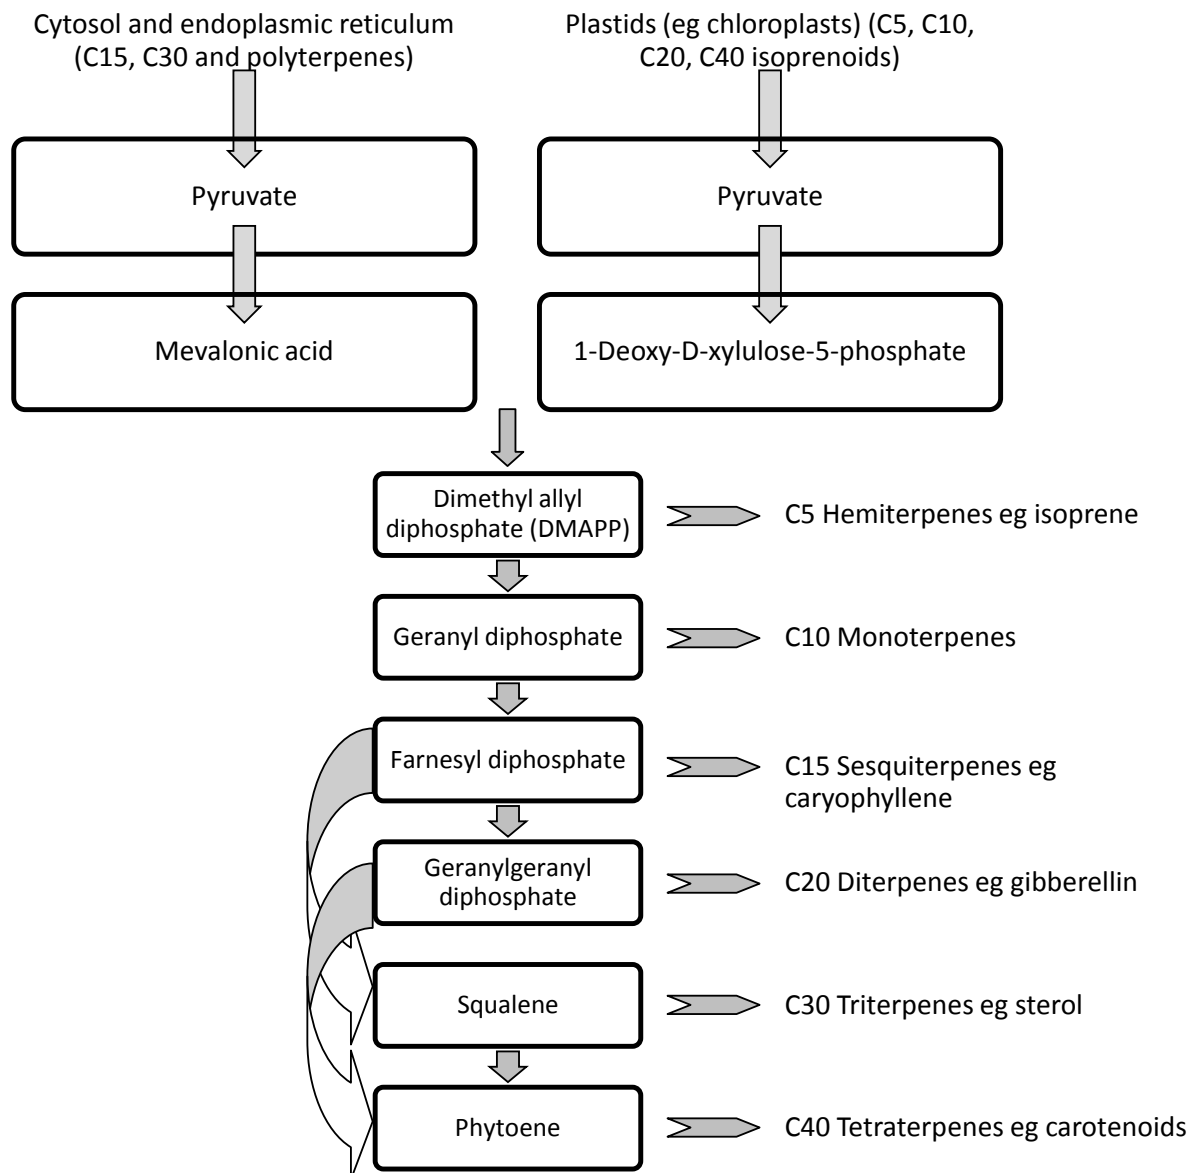 Cytosol and endoplasmic reticulum
(C15, C30 and polyterpenes)
Plastids (eg chloroplasts) (C5, C10,
C20, C40 isoprenoids)
Pyruvate
Pyruvate
Mevalonic acid
1-Deoxy-D-xylulose-5-phosphate
Dimethyl allyl
diphosphate (DMAPP)
C5 Hemiterpenes eg isoprene
Geranyl diphosphate
C10 Monoterpenes
Farnesyl diphosphate
C15 Sesquiterpenes eg
caryophyllene
Geranylgeranyl
diphosphate
C20 Diterpenes eg gibberellin
Squalene
C30 Triterpenes eg sterol
Phytoene
C40 Tetraterpenes eg carotenoids